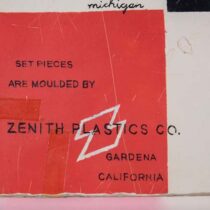 michigan
SET PIECES
ARE MOULDED BY
ZENITH PLASTICS CO.
GARDENA
CALIFORNIA